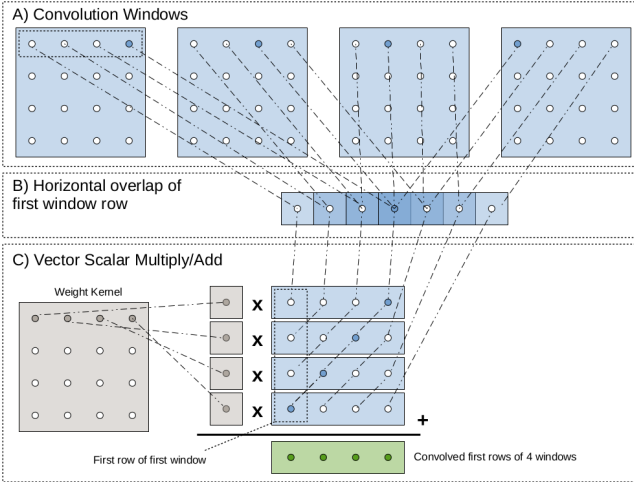 A) Convolution Windows
B) Horizontal overlap of
first window row
C) Vector Scalar Multiply/Add
Weight Kernel
x
x
x
x
+
First row of first window
Convolved first rows of 4 windows